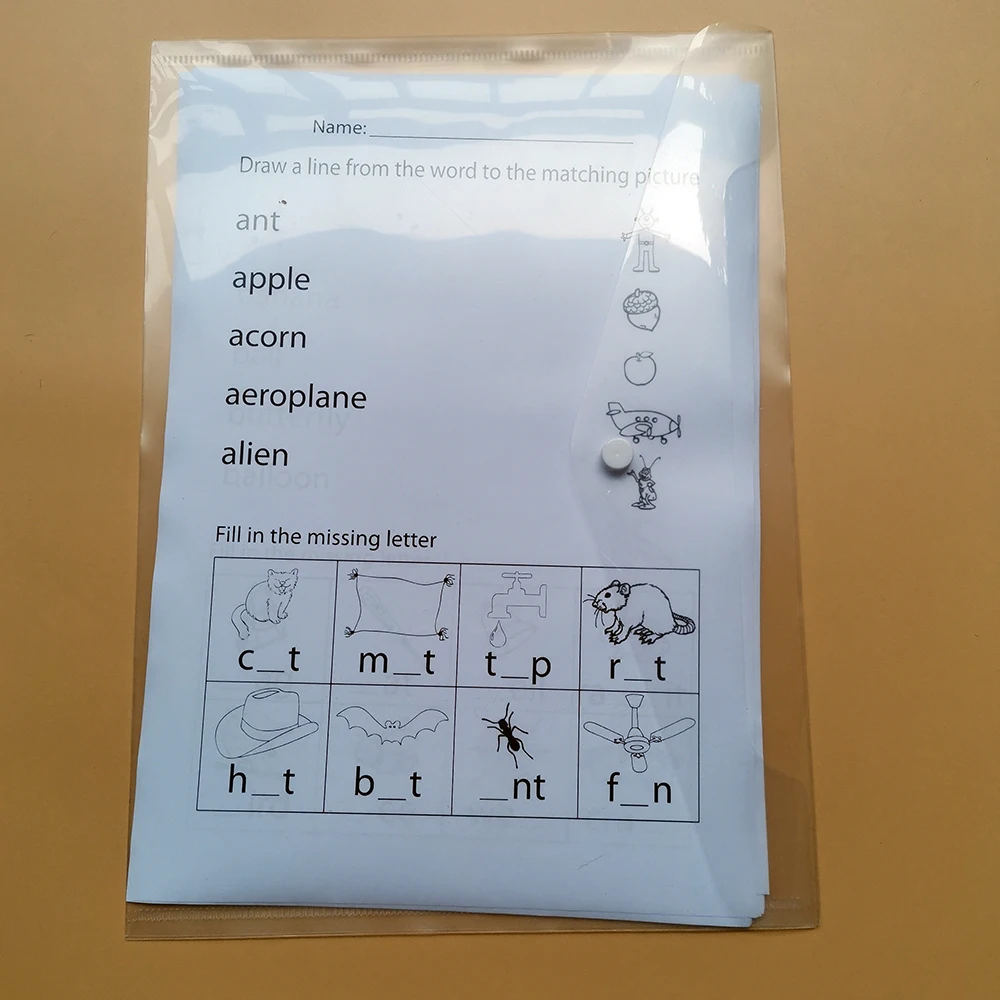 Name:
Draw a line from the word to the matching picture
ant
apple
acorn
aeroplane
alien
Fill in the missing letter
c_t m_t t_p r_t
h_t b_t _nt f_n